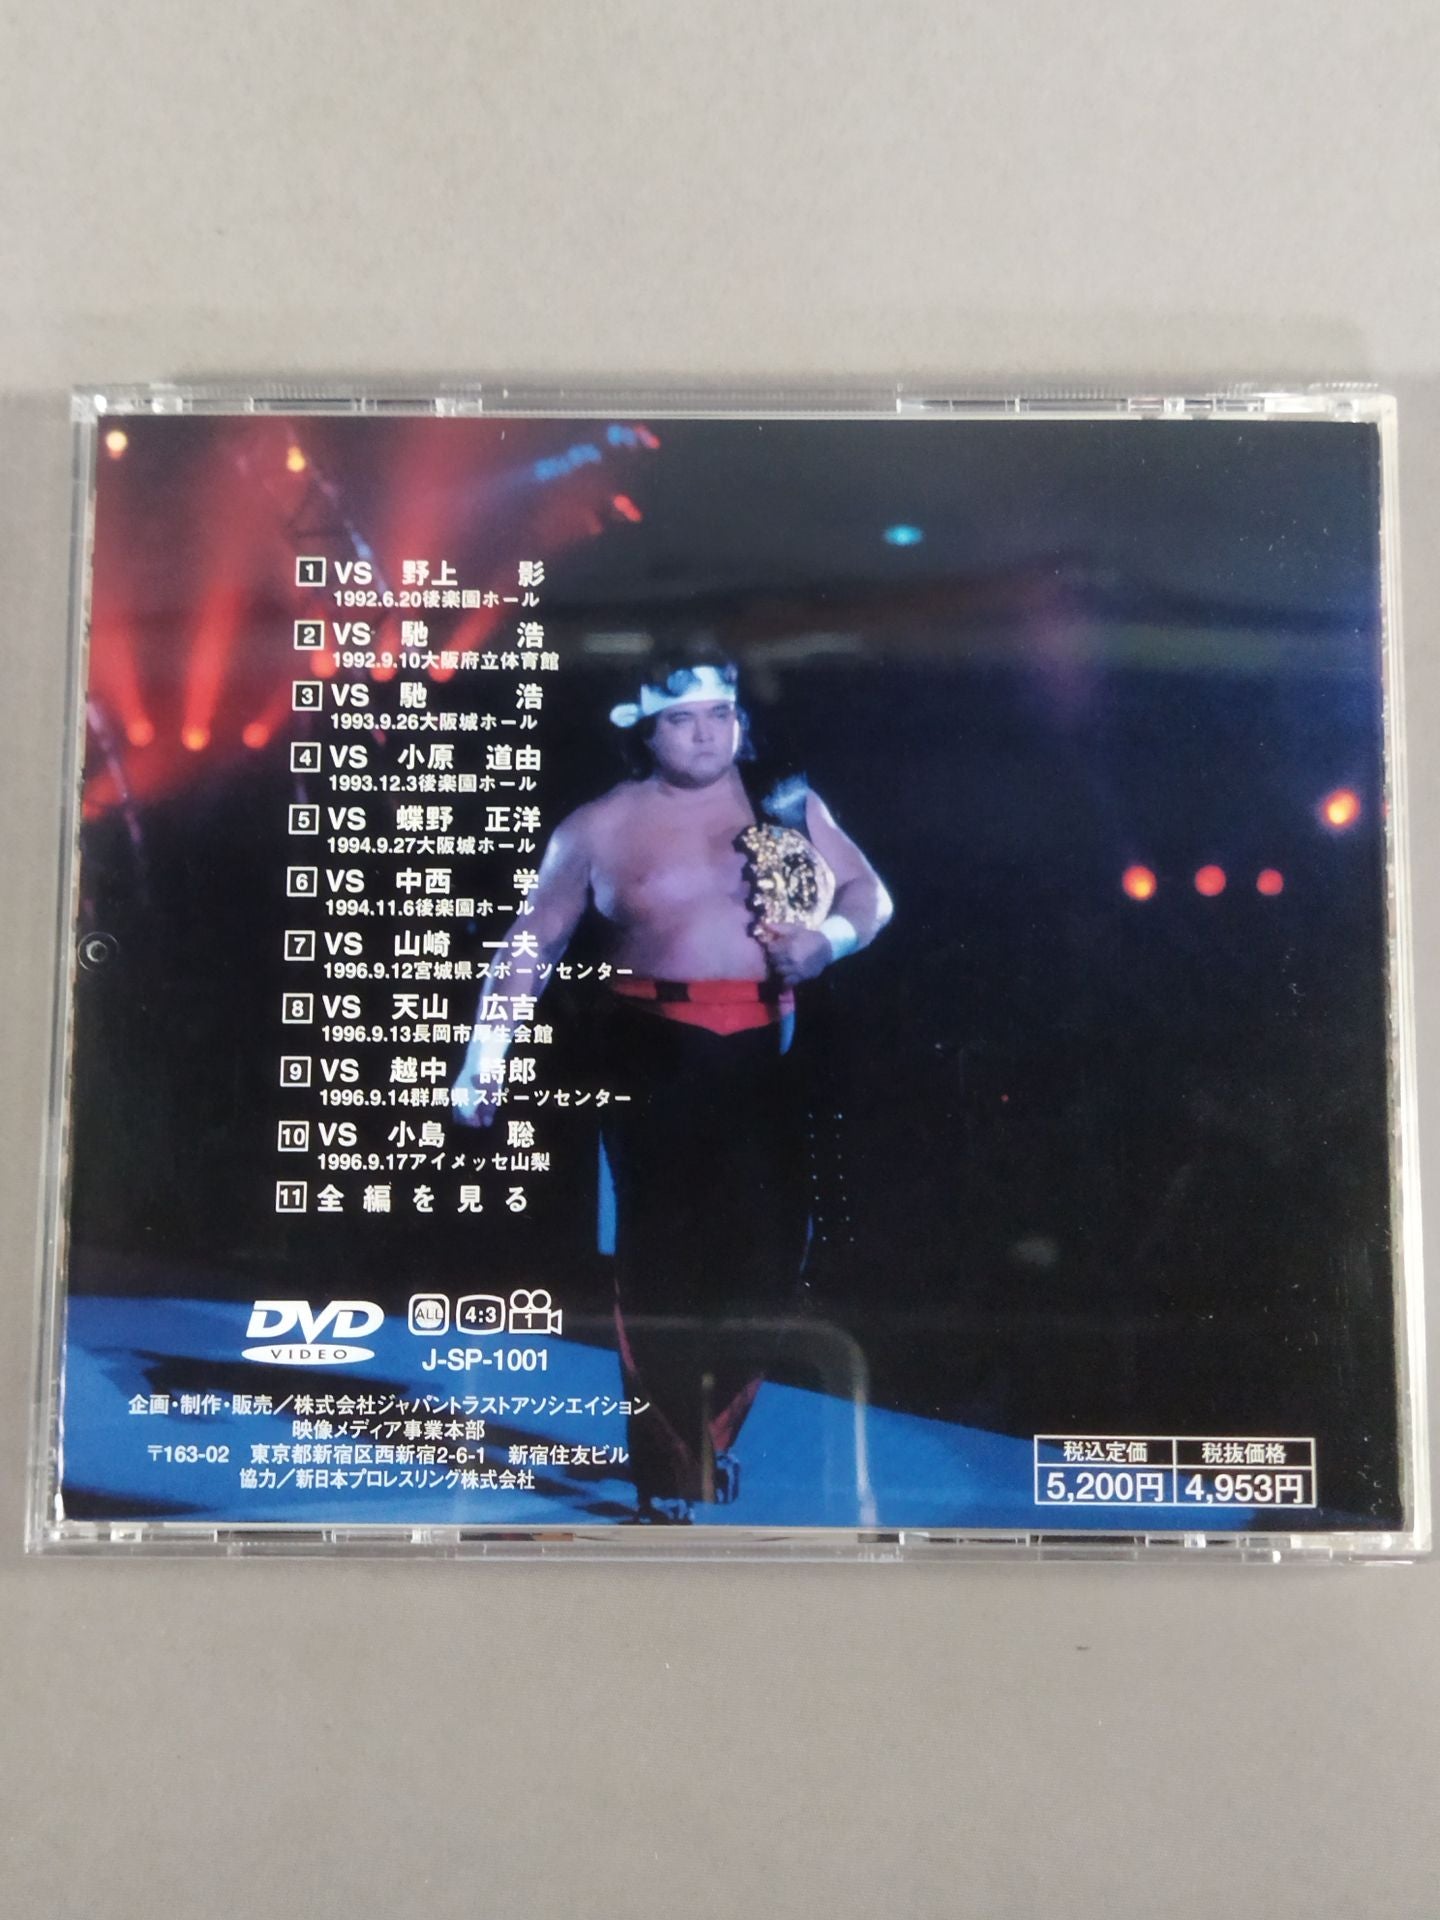 1 VS 野上 影
1992.6.20後楽園ホール
2 VS 馳 浩
1992.9.10大阪府立体育館
3 VS 馳 浩
1993.9.26大阪城ホール
4 VS 小原 道由
1993.12.3後楽園ホール
5 VS 蝶野 正洋
1994.9.27大阪城ホール
6 VS 中西 学
1994.11.6後楽園ホール
7 VS 山崎 一夫
1996.9.12宮城県スポーツセンター
8 VS 天山 広吉
1996.9.13長岡市厚生会館
9 VS 越中 詩郎
1996.9.14群馬県スポーツセンター
10 VS 小島 聡
1996.9.17アイメッセ山梨
11 全編を見る
DVD ALL 4:3 1
VIDEO
J-SP-1001
企画・制作・販売／株式会社ジャパントラストアソシエイション
映像メディア事業本部
〒163-02 東京都新宿区西新宿2-6-1 新宿住友ビル
協力／新日本プロレスリング株式会社
税込定価 税抜価格
5,200円 4,953円